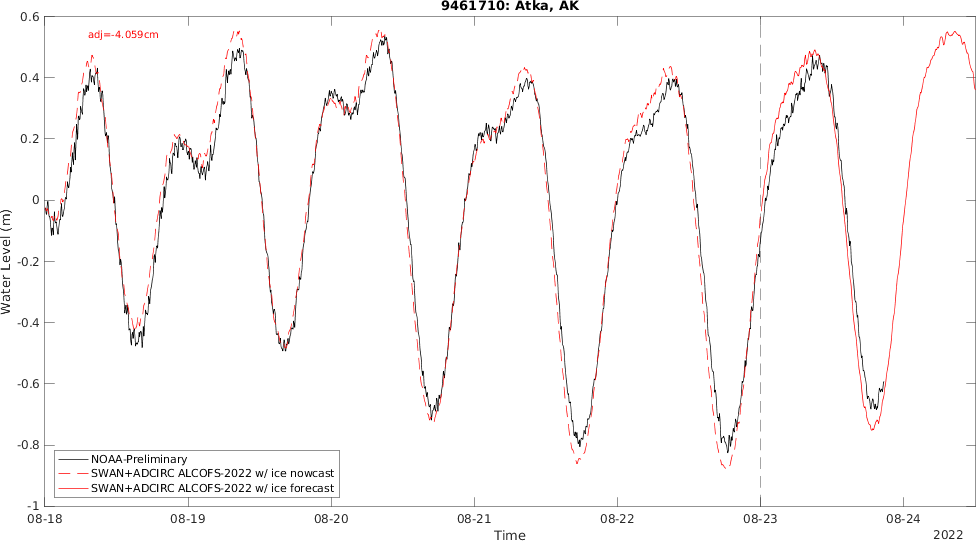 9461710: Atka, AK
adj=-4.059cm
0.6
0.4
0.2
0
-0.2
-0.4
-0.6
-0.8
-1
Water Level (m)
NOAA-Preliminary
SWAN+ADCIRC ALCOFS-2022 w/ ice nowcast
SWAN+ADCIRC ALCOFS-2022 w/ ice forecast
08-18 08-19 08-20 08-21 08-22 08-23 08-24
Time
2022